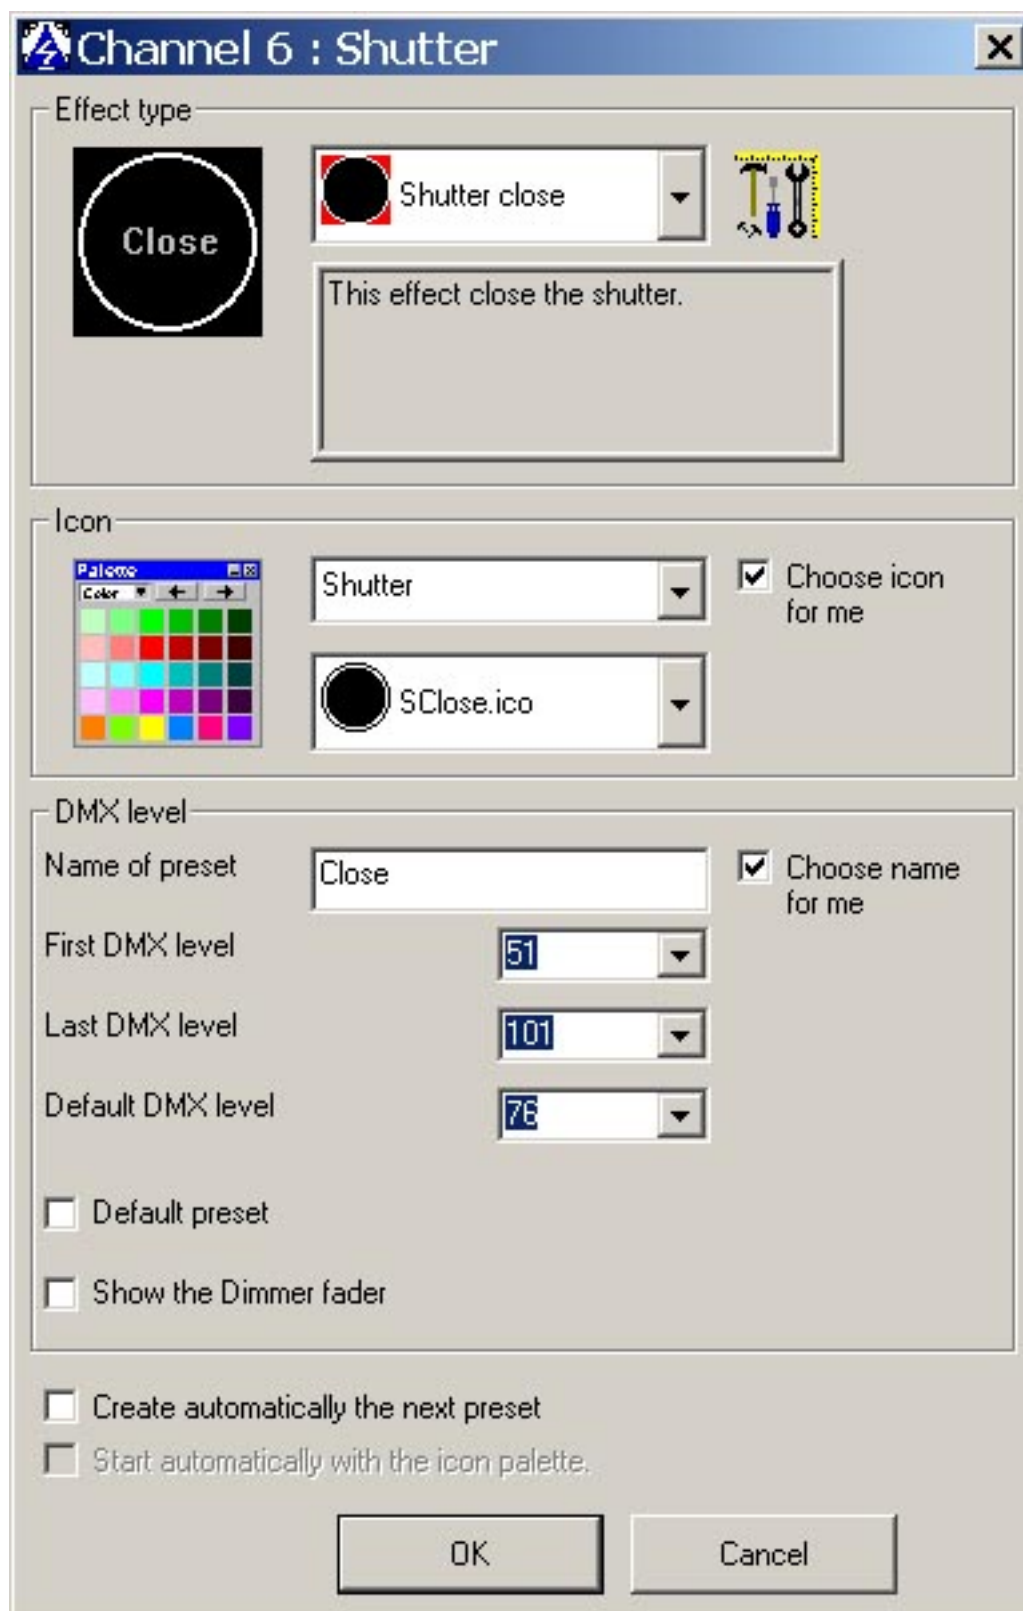 Channel 6 : Shutter
Effect type
Close
Shutter close
This effect close the shutter.
Icon
Palette
Color
Shutter
Choose icon
for me
SClose.ico
DMX level
Name of preset
Close
Choose name
for me
First DMX level
51
Last DMX level
101
Default DMX level
76
Default preset
Show the Dimmer fader
Create automatically the next preset
Start automatically with the icon palette.
OK
Cancel